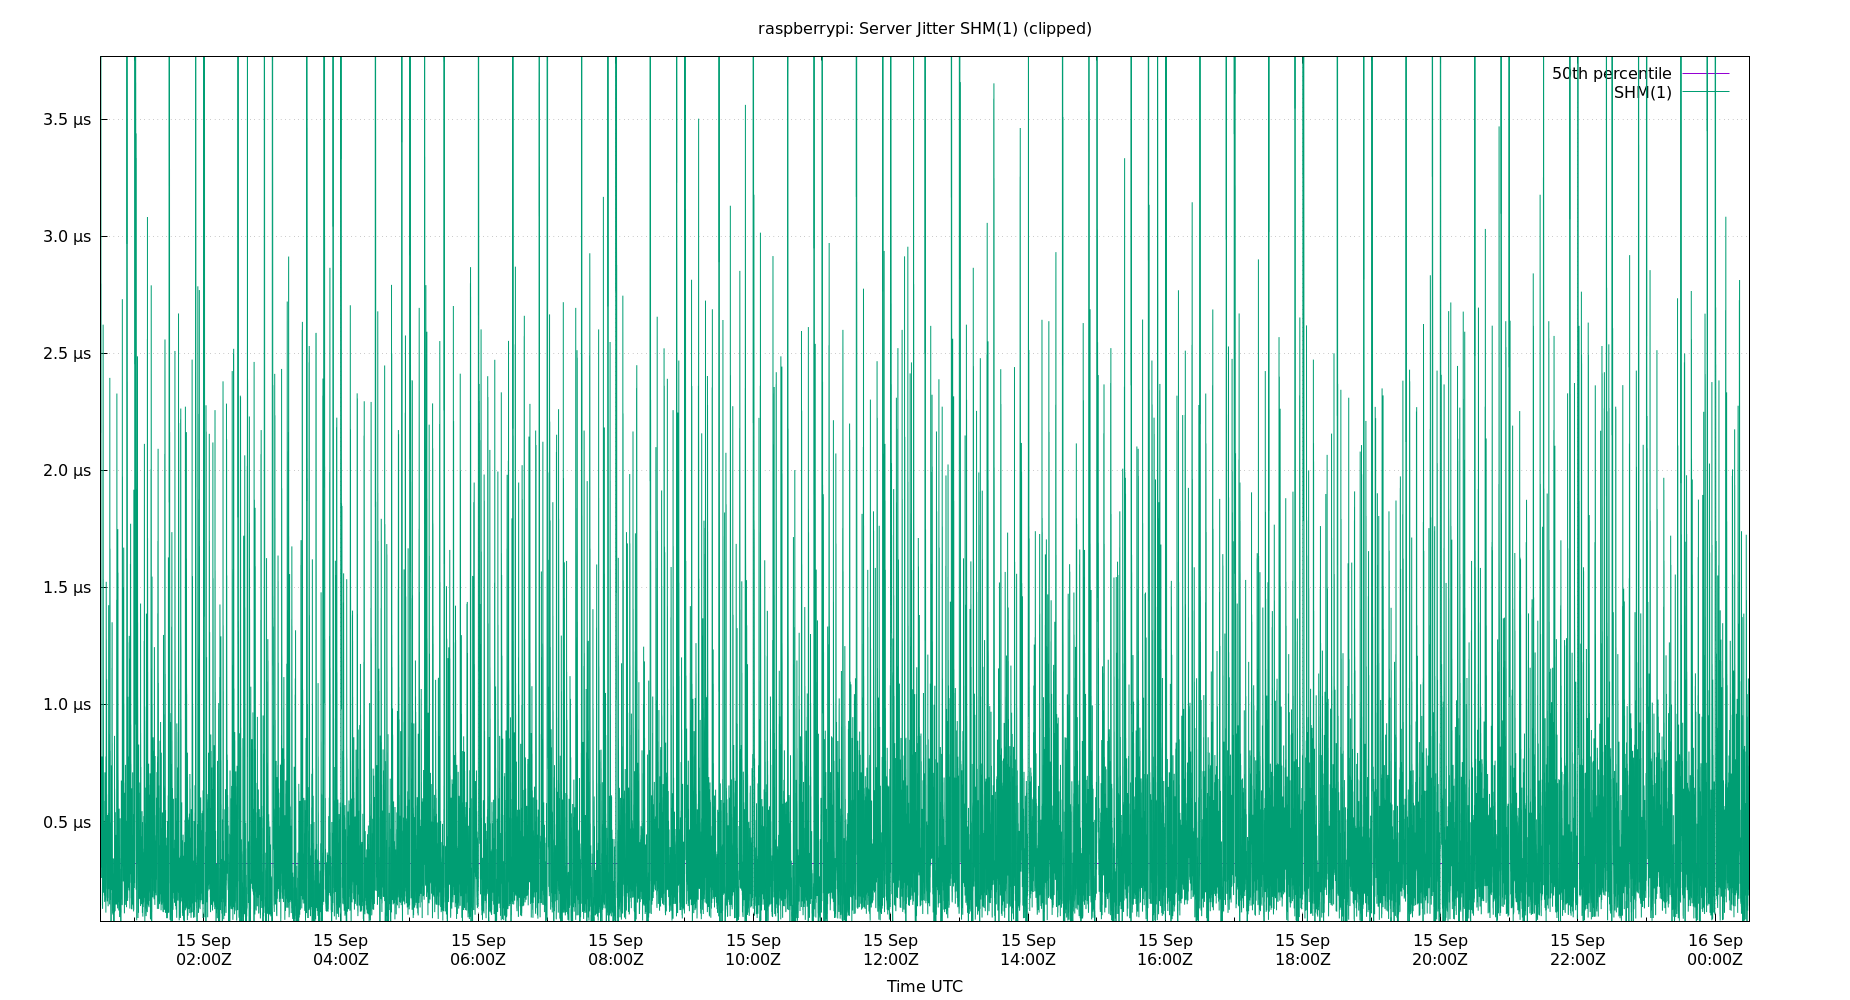 raspberrypi: Server Jitter SHM(1) (clipped)
50th percentile
SHM(1)
3.5 μs
3.0 μs
2.5 μs
2.0 μs
1.5 μs
1.0 μs
0.5 μs
15 Sep 15 Sep 15 Sep 15 Sep 15 Sep 15 Sep 15 Sep 15 Sep 15 Sep 15 Sep 15 Sep 16 Sep
02:00Z 04:00Z 06:00Z 08:00Z 10:00Z 12:00Z 14:00Z 16:00Z 18:00Z 20:00Z 22:00Z 00:00Z
Time UTC